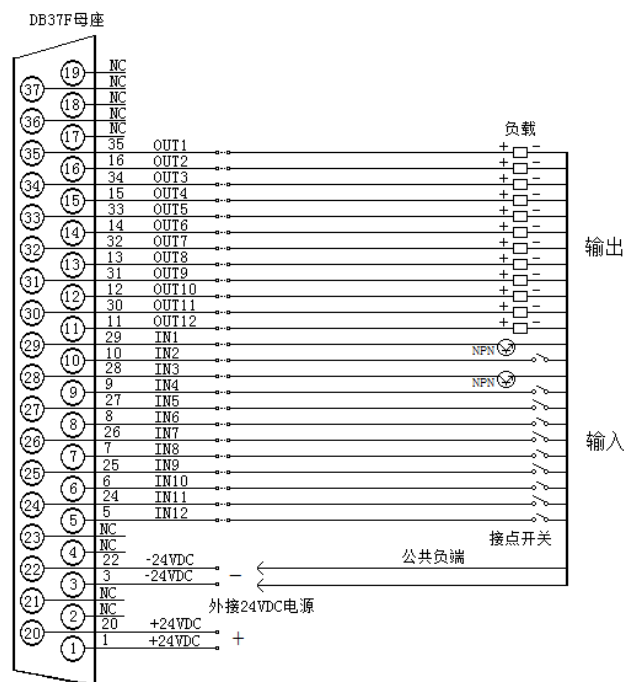 DB37F母座
19 NC
37 NC
18 NC
36 NC
17 NC
负载
35 35 OUT1 + -
16 16 OUT2 + -
34 34 OUT3 + -
15 15 OUT4 + -
33 33 OUT5 + -
14 14 OUT6 + -
32 32 OUT7 + -
输出
13 13 OUT8 + -
31 31 OUT9 + -
12 12 OUT10 + -
30 30 OUT11 + -
11 11 OUT12 + -
29 29 IN1 NPN
10 10 IN2
28 28 IN3 NPN
9 9 IN4
27 27 IN5
8 8 IN6
26 26 IN7
输入
7 7 IN8
25 25 IN9
6 6 IN10
24 24 IN11
5 5 IN12
接点开关
23 NC
4 NC
公共负端
22 22 -24VDC
3 3 -24VDC
-
21 NC
外接24VDC电源
2 NC
20 20 +24VDC
+
1 1 +24VDC